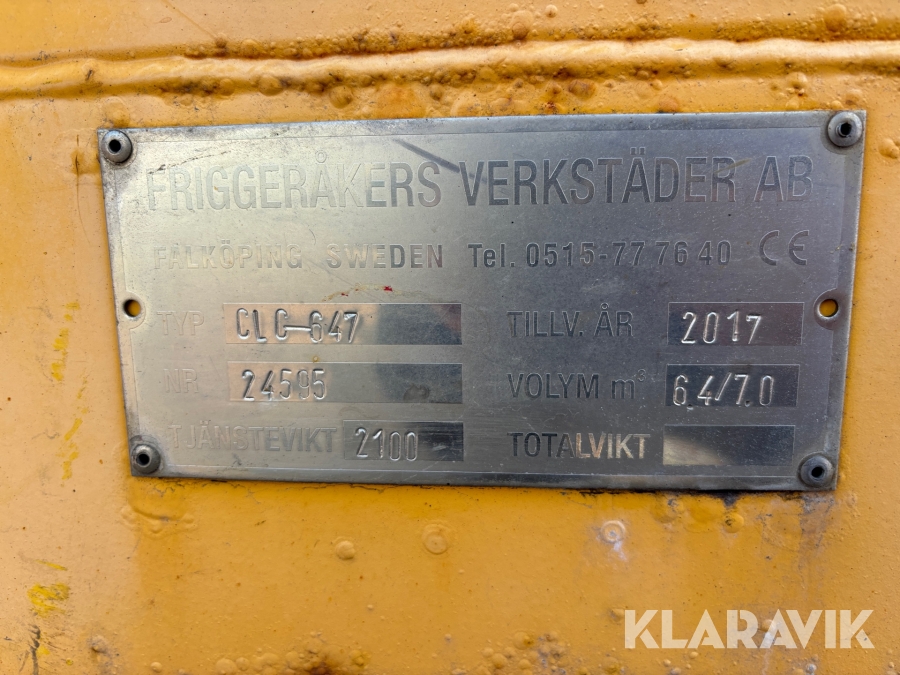 FRIGGERÅKERS VERKSTÄDER AB
FALKÖPING SWEDEN Tel. 0515-77 76 40 CE
TYP CLC-647 TILLV. ÅR 2017
NR 24595 VOLYM m³ 6.4/7.0
TJÄNSTEVIKT 2100 TOTALVIKT
KLARAVIK